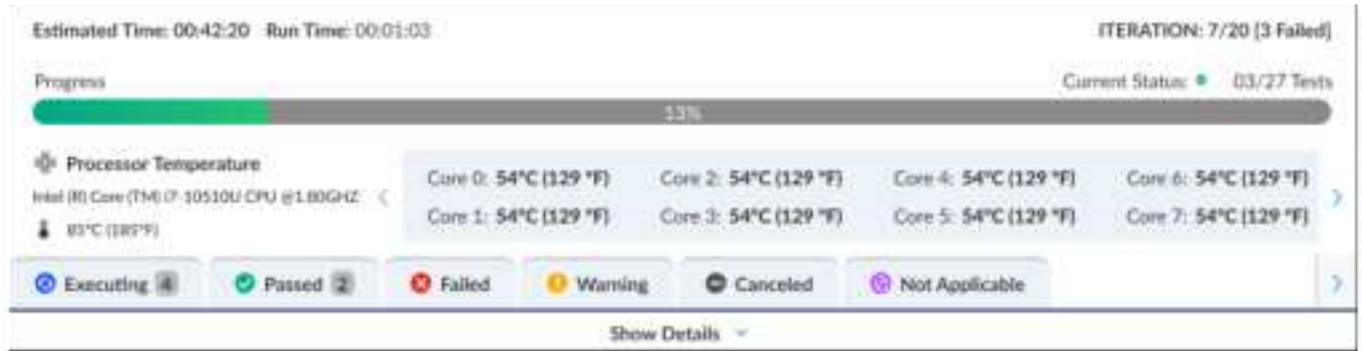 Estimated Time: 00:42:20 Run Time: 00:01:03 ITERATION: 7/20 [3 Failed]
Progress Current Status: 03/27 Tests
13%
Processor Temperature
Intel (R) Core (TM) i7-10510U CPU @1.80GHZ
85°C (185°F)
Core 0: 54°C (129 °F) Core 2: 54°C (129 °F) Core 4: 54°C (129 °F) Core 6: 54°C (129 °F)
Core 1: 54°C (129 °F) Core 3: 54°C (129 °F) Core 5: 54°C (129 °F) Core 7: 54°C (129 °F)
Executing 4 Passed 2 Failed Warning Canceled Not Applicable
Show Details